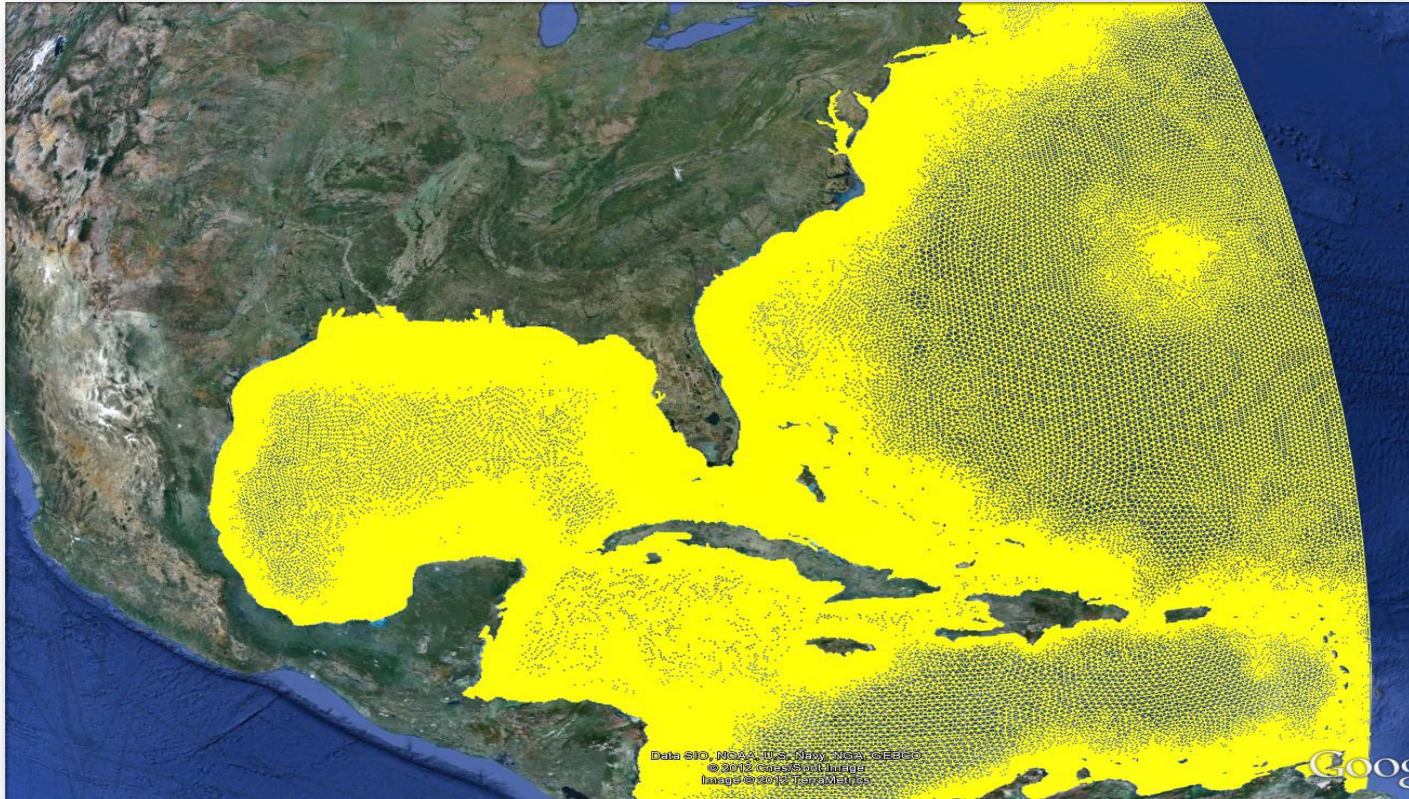 Data SIO, NOAA, U.S. Navy, NGA, GEBCO
© 2012 Cnes/Spot Image
Image © 2012 TerraMetrics
Goog